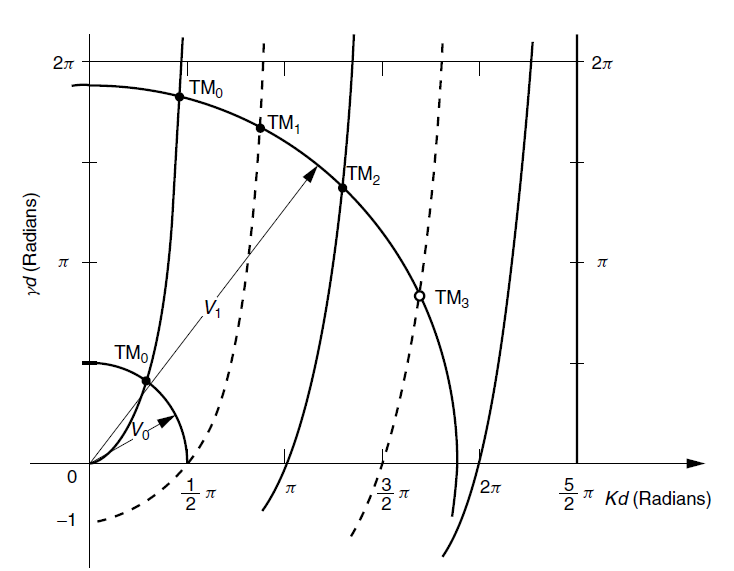 2π
2π
TM₀
TM₁
TM₂
γd (Radians)
π
π
TM₃
V₁
TM₀
V₀
0
1/2 π
π
3/2 π
2π
5/2 π
Kd (Radians)
−1